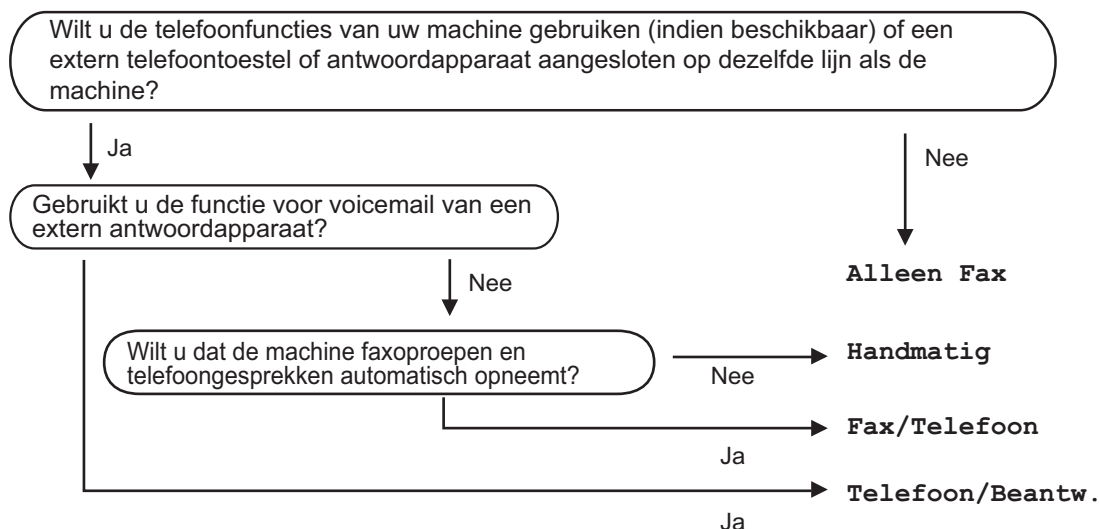 Wilt u de telefoonfuncties van uw machine gebruiken (indien beschikbaar) of een
extern telefoontoestel of antwoordapparaat aangesloten op dezelfde lijn als de
machine?
Ja
Nee
Gebruikt u de functie voor voicemail van een
extern antwoordapparaat?
Alleen Fax
Nee
Wilt u dat de machine faxoproepen en
telefoongesprekken automatisch opneemt?
Nee
Handmatig
Fax/Telefoon
Ja
Telefoon/Beantw.
Ja